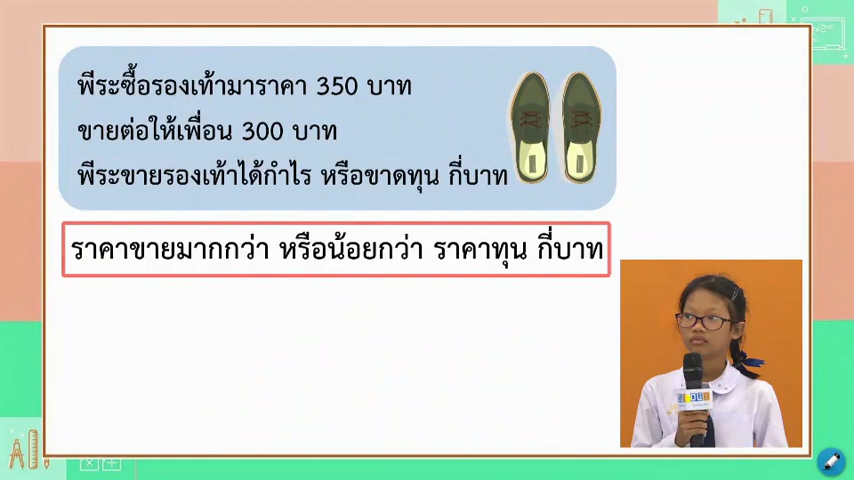 พีระซื้อรองเท้ามาราคา 350 บาท
ขายต่อให้เพื่อน 300 บาท
พีระขายรองเท้าได้กำไร หรือขาดทุน กี่บาท
ราคาขายมากกว่า หรือน้อยกว่า ราคาทุน กี่บาท